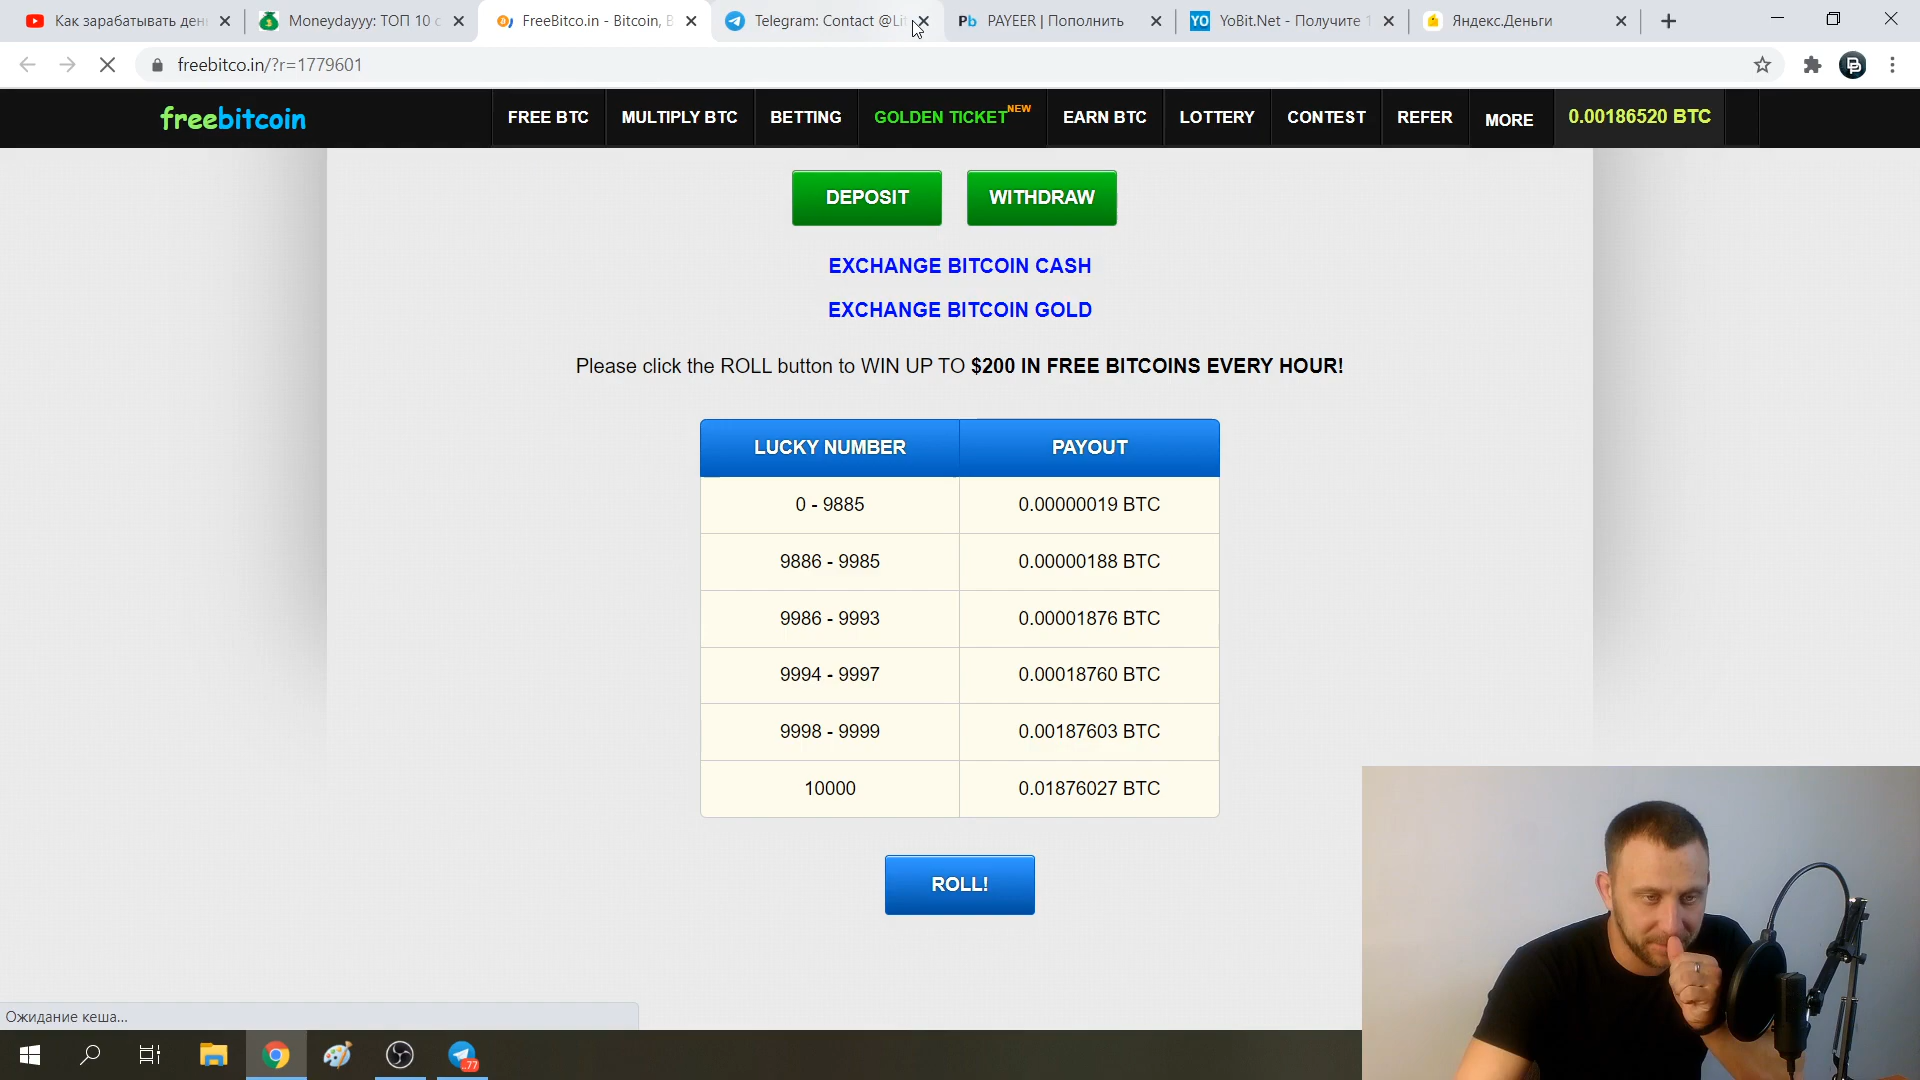 Как зарабатывать ден
Moneydayyy: ТОП 10 с
FreeBitco.in - Bitcoin, B
Telegram: Contact @Lit
Pb PAYEER | Пополнить
YO YoBit.Net - Получите 1
Яндекс.Деньги
freebitco.in/?r=1779601
freebitcoin
FREE BTC
MULTIPLY BTC
BETTING
GOLDEN TICKET NEW
EARN BTC
LOTTERY
CONTEST
REFER
MORE
0.00186520 BTC
DEPOSIT
WITHDRAW
EXCHANGE BITCOIN CASH
EXCHANGE BITCOIN GOLD
Please click the ROLL button to WIN UP TO $200 IN FREE BITCOINS EVERY HOUR!
LUCKY NUMBER PAYOUT
0 - 9885 0.00000019 BTC
9886 - 9985 0.00000188 BTC
9986 - 9993 0.00001876 BTC
9994 - 9997 0.00018760 BTC
9998 - 9999 0.00187603 BTC
10000 0.01876027 BTC
ROLL!
Ожидание кеша...
..77